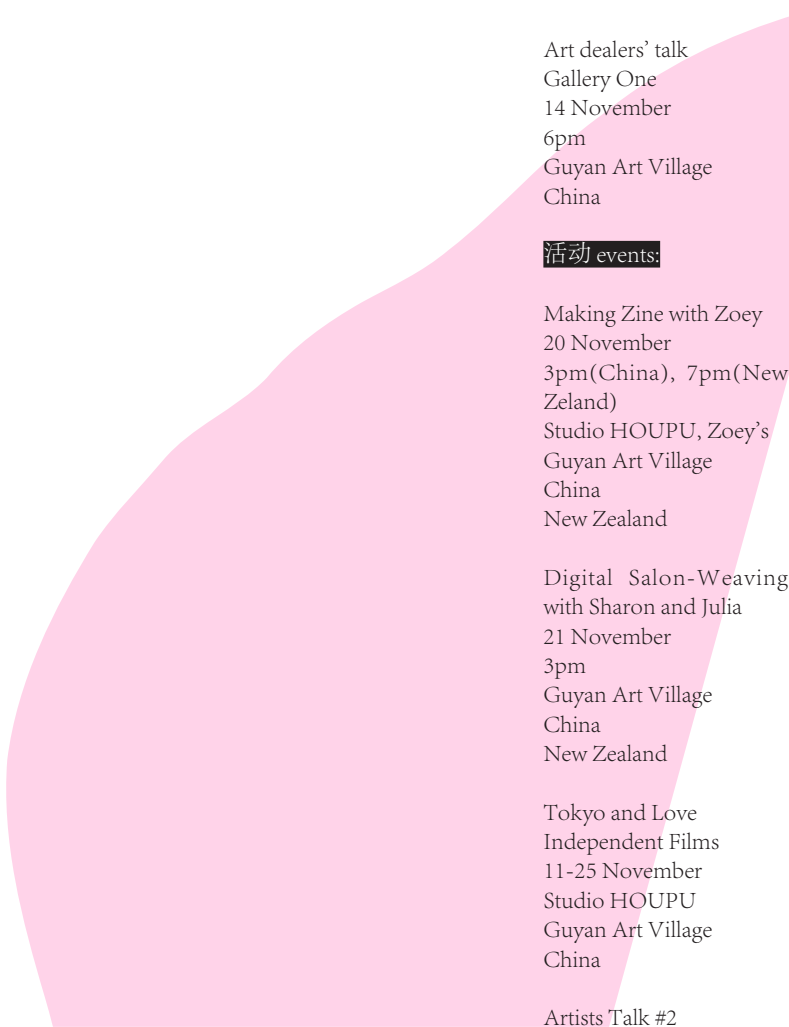 Art dealers’ talk
Gallery One
14 November
6pm
Guyan Art Village
China
活动 events:
Making Zine with Zoey
20 November
3pm(China), 7pm(New
Zeland)
Studio HOUPU, Zoey’s
Guyan Art Village
China
New Zealand
Digital Salon-Weaving
with Sharon and Julia
21 November
3pm
Guyan Art Village
China
New Zealand
Tokyo and Love
Independent Films
11-25 November
Studio HOUPU
Guyan Art Village
China
Artists Talk #2